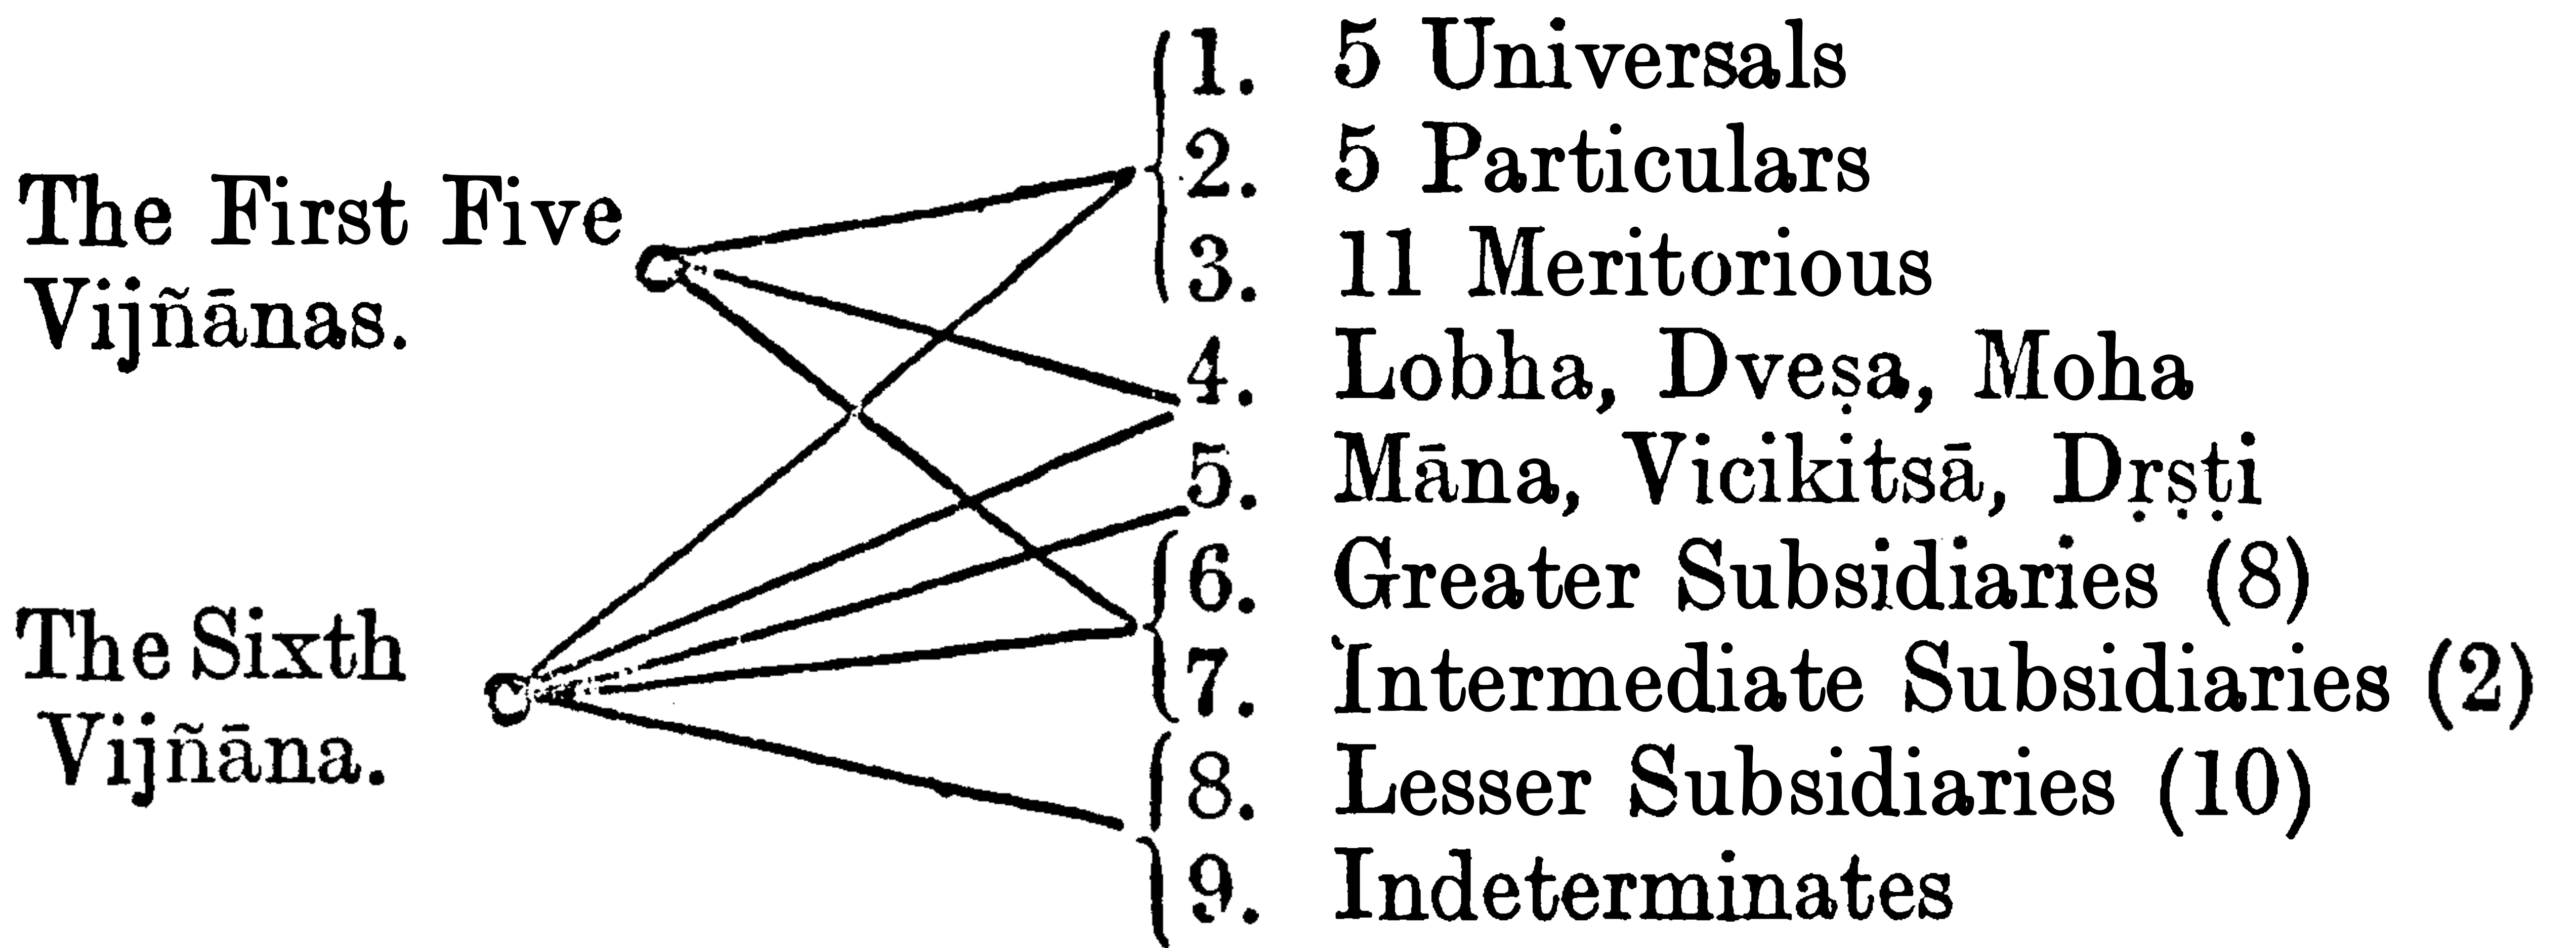 The First Five
Vijñānas.
The Sixth
Vijñāna.
1. 5 Universals
2. 5 Particulars
3. 11 Meritorious
4. Lobha, Dveṣa, Moha
5. Māna, Vicikitsā, Dṛṣṭi
6. Greater Subsidiaries (8)
7. Intermediate Subsidiaries (2)
8. Lesser Subsidiaries (10)
9. Indeterminates